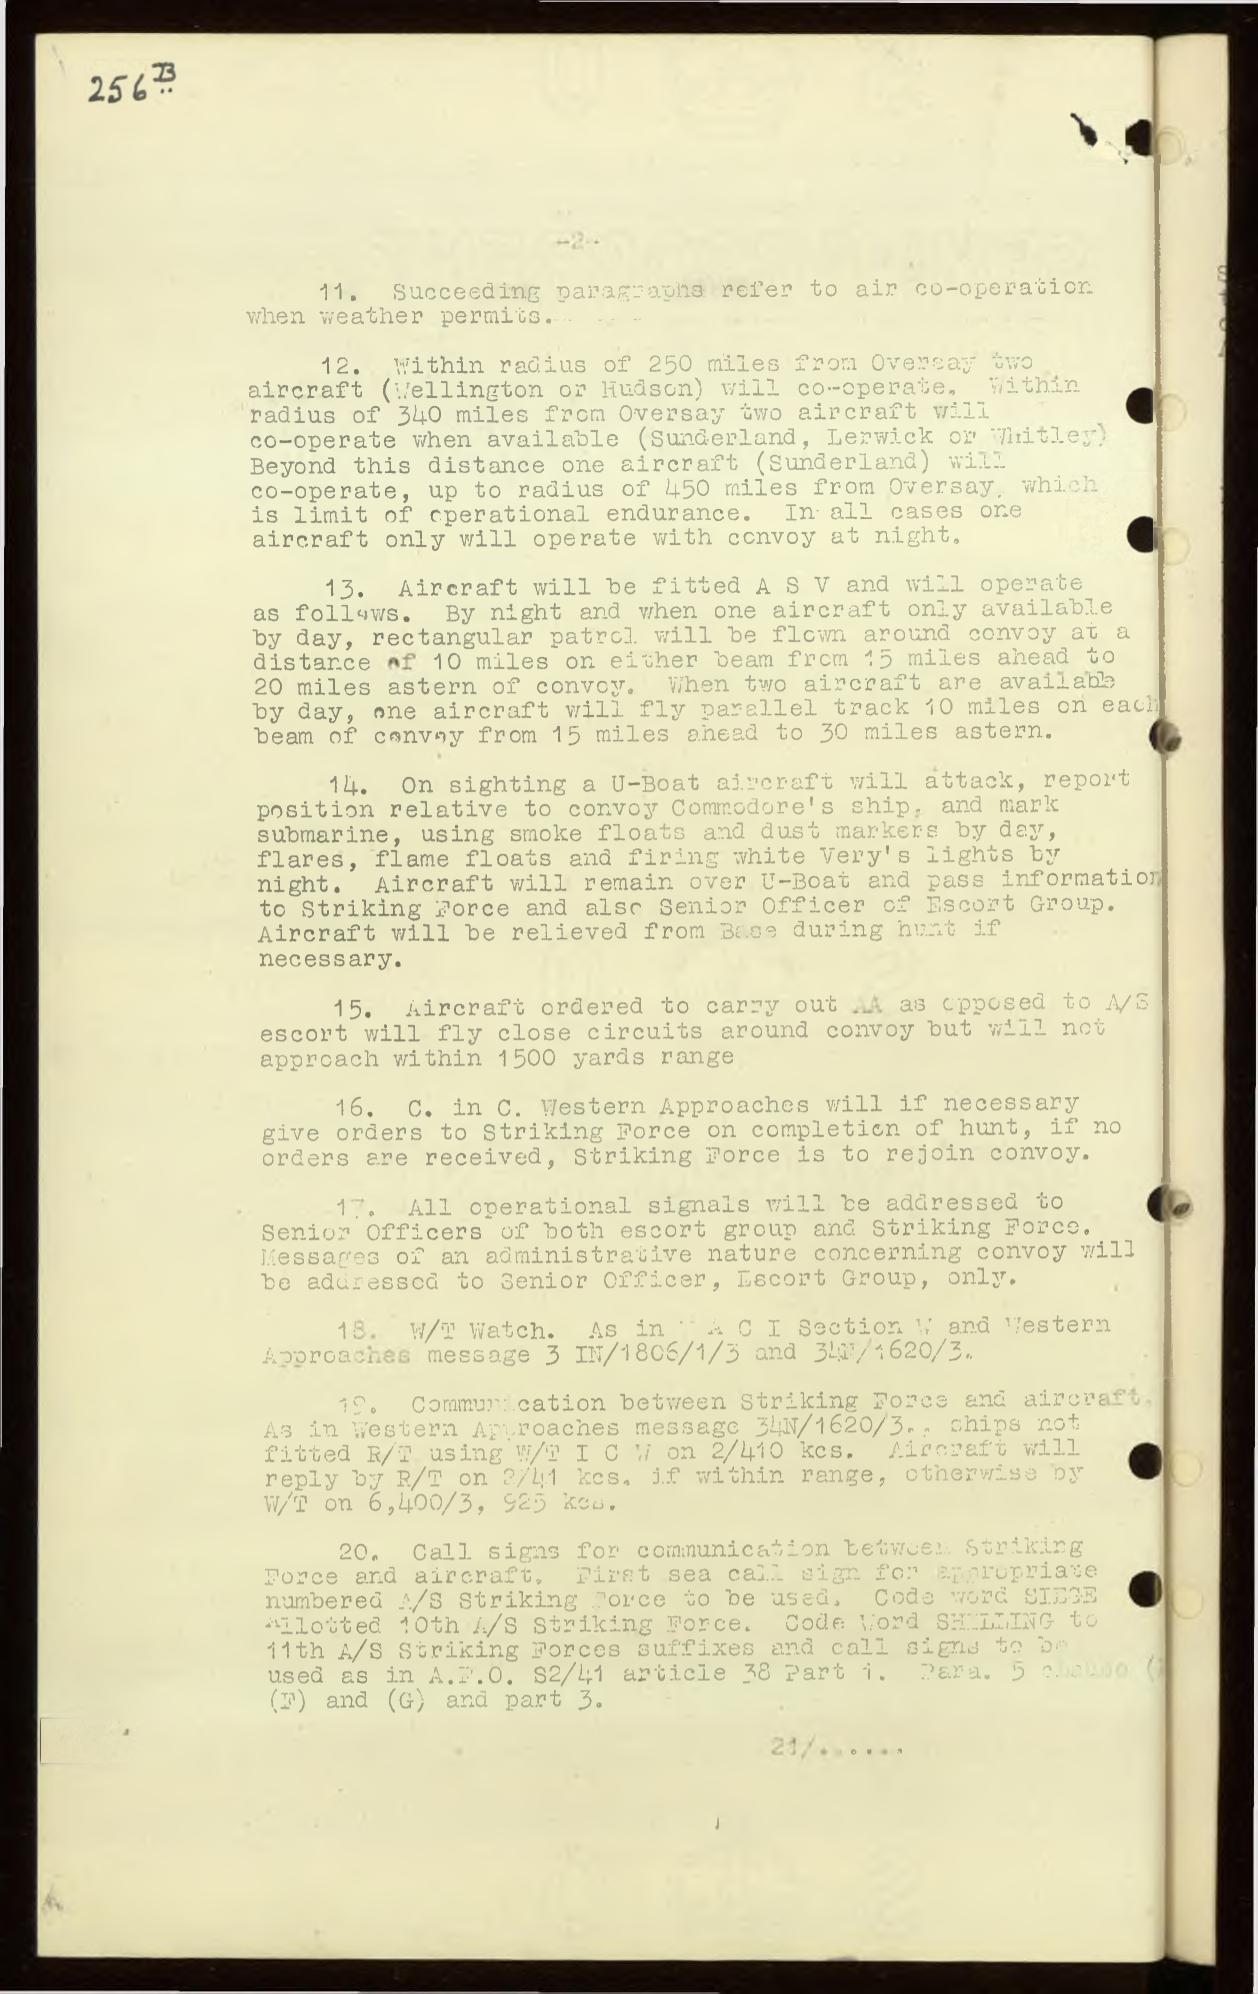 256 B
-2-
11. Succeeding paragraphs refer to air co-operation
when weather permits.
12. Within radius of 250 miles from Oversay two
aircraft (Wellington or Hudson) will co-operate. Within
radius of 340 miles from Oversay two aircraft will
co-operate when available (Sunderland, Lerwick or Whitley)
Beyond this distance one aircraft (Sunderland) will
co-operate, up to radius of 450 miles from Oversay, which
is limit of operational endurance. In all cases one
aircraft only will operate with convoy at night.
13. Aircraft will be fitted A S V and will operate
as follows. By night and when one aircraft only available
by day, rectangular patrol will be flown around convoy at a
distance of 10 miles on either beam from 15 miles ahead to
20 miles astern of convoy. When two aircraft are available
by day, one aircraft will fly parallel track 10 miles on each
beam of convoy from 15 miles ahead to 30 miles astern.
14. On sighting a U-Boat aircraft will attack, report
position relative to convoy Commodore's ship, and mark
submarine, using smoke floats and dust markers by day,
flares, flame floats and firing white Very's lights by
night. Aircraft will remain over U-Boat and pass information
to Striking Force and also Senior Officer of Escort Group.
Aircraft will be relieved from Base during hunt if
necessary.
15. Aircraft ordered to carry out AA as opposed to A/S
escort will fly close circuits around convoy but will not
approach within 1500 yards range
16. C. in C. Western Approaches will if necessary
give orders to Striking Force on completion of hunt, if no
orders are received, Striking Force is to rejoin convoy.
17. All operational signals will be addressed to
Senior Officers of both escort group and Striking Force.
Messages of an administrative nature concerning convoy will
be addressed to Senior Officer, Escort Group, only.
18. W/T Watch. As in A C I Section W and Western
Approaches message 3 IN/1806/1/3 and 34N/1620/3.
19. Communication between Striking Force and aircraft.
As in Western Approaches message 34N/1620/3., ships not
fitted R/T using W/T I C W on 2/410 kcs. Aircraft will
reply by R/T on 2/41 kcs. if within range, otherwise by
W/T on 6,400/3, 925 kcs.
20. Call signs for communication between Striking
Force and aircraft. First sea call sign for appropriate
numbered A/S Striking Force to be used. Code word SIEGE
Allotted 10th A/S Striking Force. Code Word SHILLING to
11th A/S Striking Forces suffixes and call signs to be
used as in A.F.O. S2/41 article 38 Part 1. Para. 5
(F) and (G) and part 3.
21/......